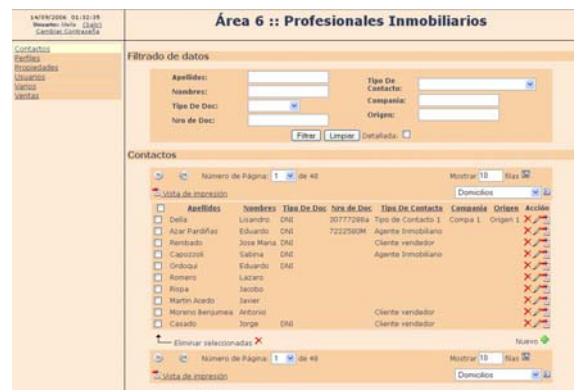 14/09/2006 01:32:35
Usuario: lilolla (Salir)
Cambiar Contraseña
Área 6 :: Profesionales Inmobiliarios
Contactos
Perfiles
Propiedades
Usuarios
Varios
Ventas
Filtrado de datos
Apellidos:
Nombres:
Tipo De Doc:
Nro de Doc:
Tipo De Contacto:
Compania:
Origen:
Filtrar Limpiar Detallada:
Contactos
Número de Página: 1 de 48 Mostrar 10 filas
Vista de impresión Domicilios
Apellidos Nombres Tipo De Doc Nro de Doc Tipo De Contacto Compania Origen Acción
Della Lisandro DNI 30777288a Tipo de Contacto 1 Compa 1 Origen 1
Azar Pardiñas Eduardo DNI 7222580M Agente Inmobiliario
Rembado Jose Maria DNI Cliente vendedor
Capozzoli Sabina DNI Agente Inmobiliario
Ordoqui Eduardo DNI
Romero Lazaro
Rispa Jacobo
Martin Acedo Javier
Moreno Benjumea Antonio Cliente vendedor
Casado Jorge DNI Cliente vendedor
Eliminar seleccionadas Nuevo
Número de Página: 1 de 48 Mostrar 10 filas
Vista de impresión Domicilios